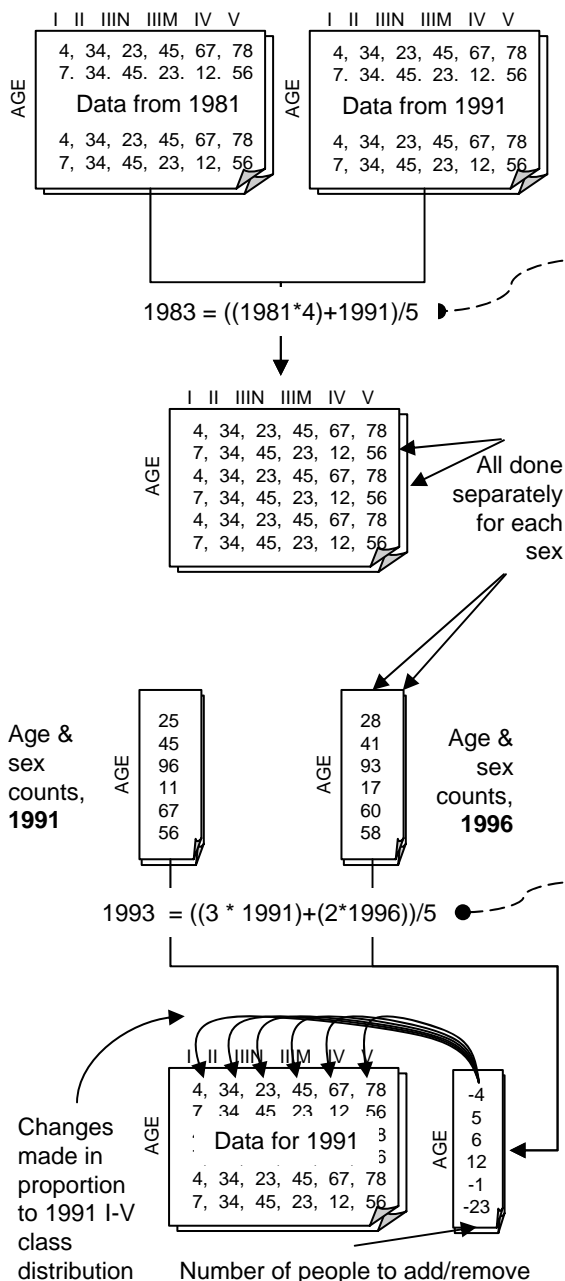 I II IIIN IIIM IV V
AGE
4, 34, 23, 45, 67, 78
7. 34. 45. 23. 12. 56
Data from 1981
4, 34, 23, 45, 67, 78
7, 34, 45, 23, 12, 56
I II IIIN IIIM IV V
AGE
4, 34, 23, 45, 67, 78
7. 34. 45. 23. 12. 56
Data from 1991
4, 34, 23, 45, 67, 78
7, 34, 45, 23, 12, 56
1983 = ((1981*4)+1991)/5
I II IIIN IIIM IV V
AGE
4, 34, 23, 45, 67, 78
7, 34, 45, 23, 12, 56
4, 34, 23, 45, 67, 78
7, 34, 45, 23, 12, 56
4, 34, 23, 45, 67, 78
7, 34, 45, 23, 12, 56
All done
separately
for each
sex
Age &
sex
counts,
1991
AGE
25
45
96
11
67
56
AGE
28
41
93
17
60
58
Age &
sex
counts,
1996
1993 = ((3 * 1991)+(2*1996))/5
I II IIIN IIIM IV V
AGE
4, 34, 23, 45, 67, 78
7 34 45 23 12 56
Data for 1991
4, 34, 23, 45, 67, 78
7, 34, 45, 23, 12, 56
AGE
-4
5
6
12
-1
-23
Changes
made in
proportion
to 1991 I-V
class
distribution
Number of people to add/remove